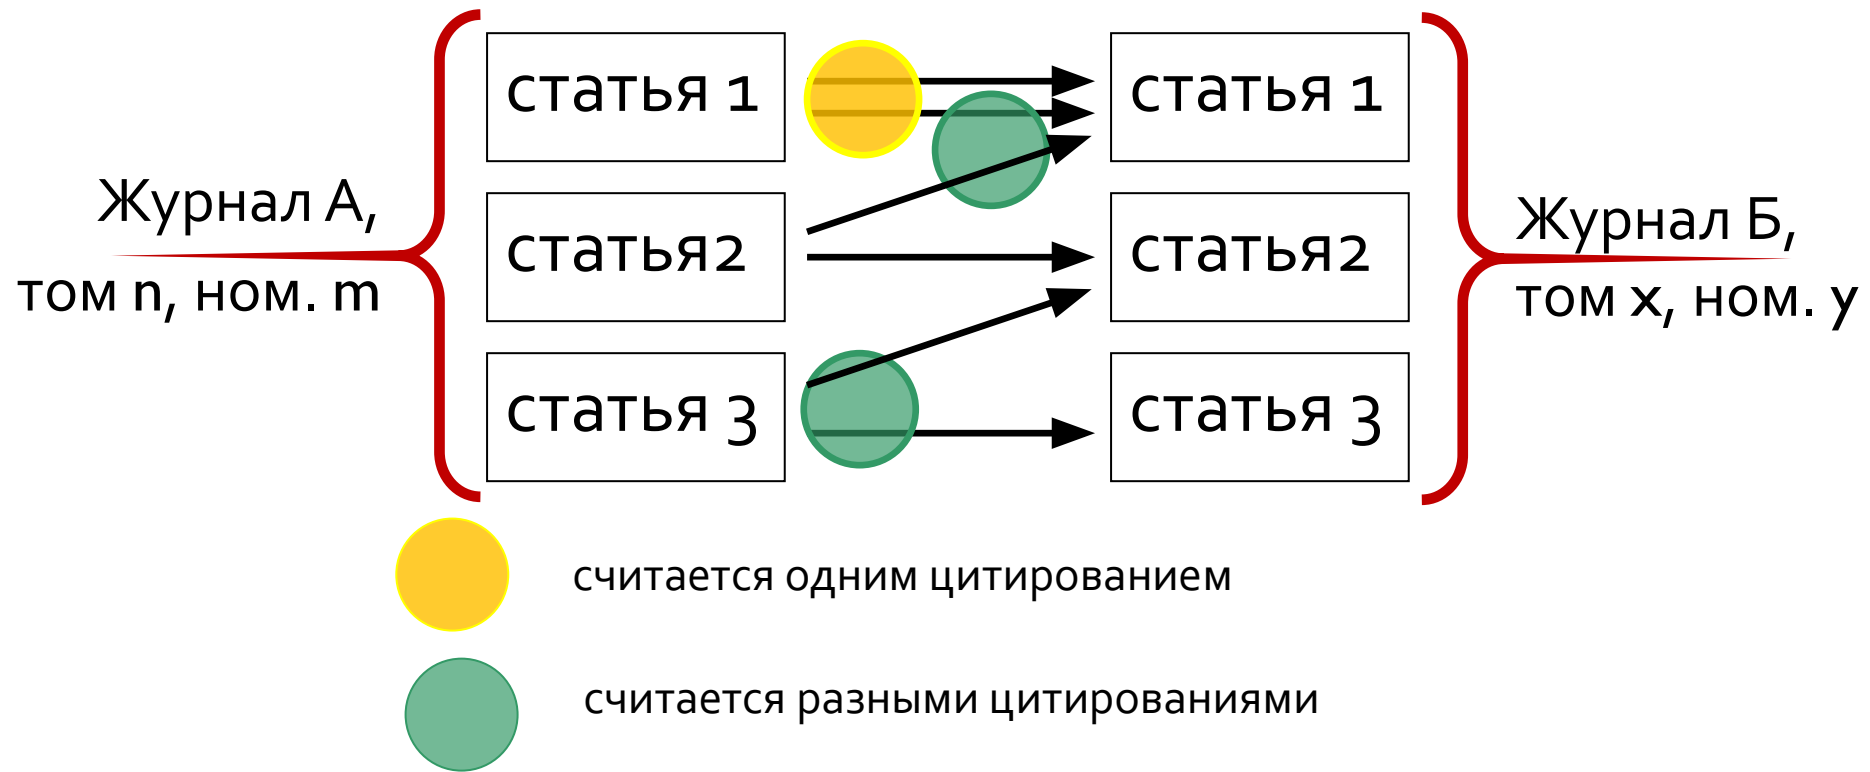 Журнал А,
том n, ном. m
статья 1
статья2
статья 3
статья 1
статья2
статья 3
Журнал Б,
том x, ном. y
считается одним цитированием
считается разными цитированиями